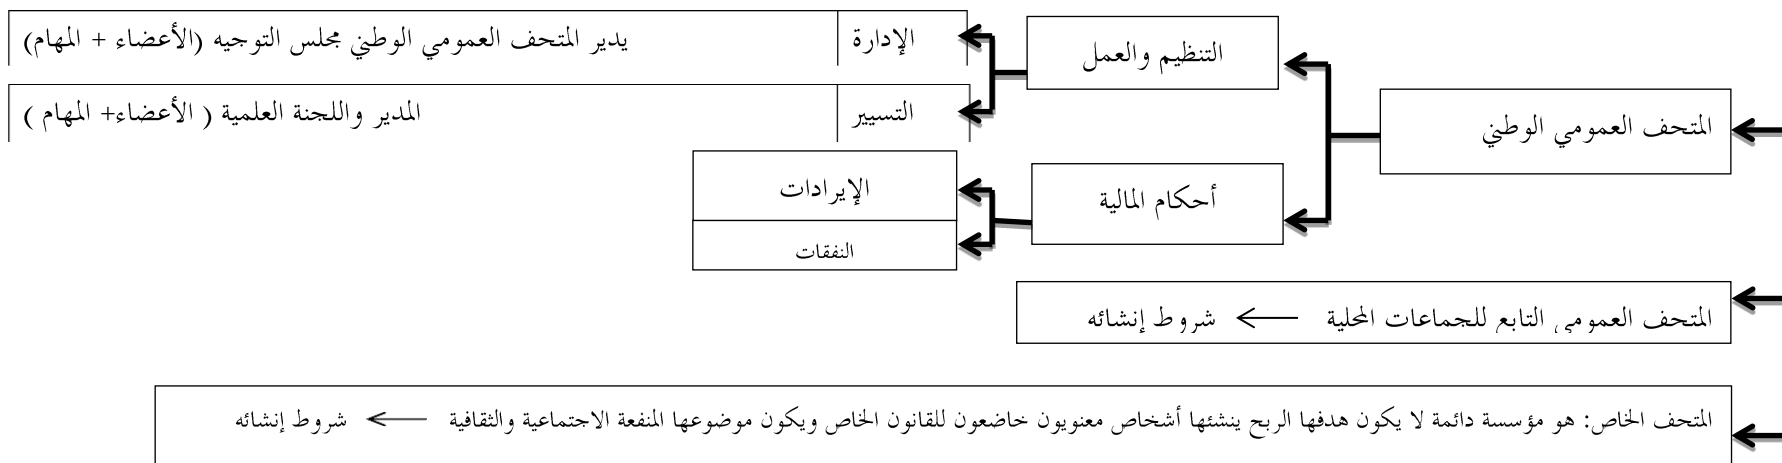 المتحف العمومي الوطني
التنظيم والعمل
الإدارة
يدير المتحف العمومي الوطني مجلس التوجيه (الأعضاء + المهام)
التسيير
المدير واللجنة العلمية ( الأعضاء+ المهام )
أحكام المالية
الإيرادات
النفقات
المتحف العمومي التابع للجماعات المحلية ← شروط إنشائه
المتحف الخاص: هو مؤسسة دائمة لا يكون هدفها الربح ينشئها أشخاص معنويون خاضعون للقانون الخاص ويكون موضوعها المنفعة الاجتماعية والثقافية ← شروط إنشائه